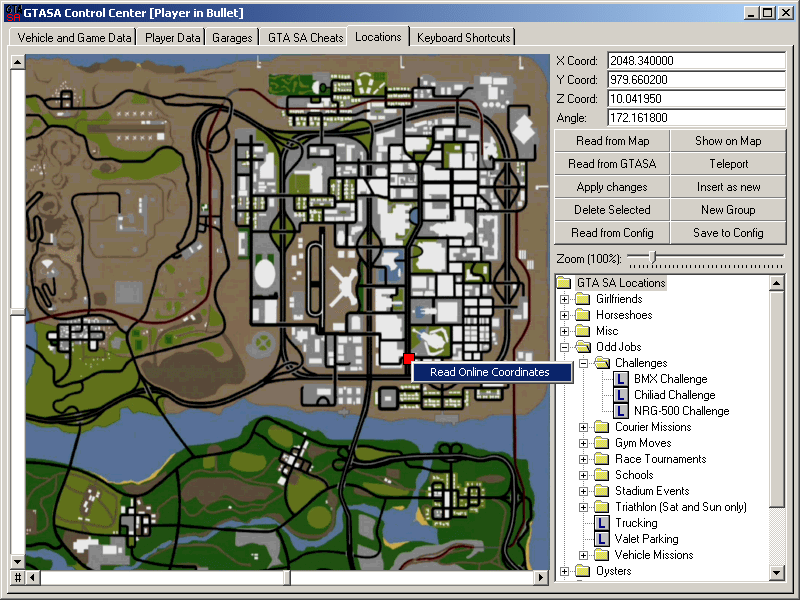 GTASA Control Center [Player in Bullet]
Vehicle and Game Data
Player Data
Garages
GTA SA Cheats
Locations
Keyboard Shortcuts
X Coord: 2048.340000
Y Coord: 979.660200
Z Coord: 10.041950
Angle: 172.161800
Read from Map
Show on Map
Read from GTASA
Teleport
Apply changes
Insert as new
Delete Selected
New Group
Read from Config
Save to Config
Zoom (100%):
GTA SA Locations
Girlfriends
Horseshoes
Misc
Odd Jobs
Challenges
L BMX Challenge
L Chiliad Challenge
L NRG-500 Challenge
Courier Missions
Gym Moves
Race Tournaments
Schools
Stadium Events
Triathlon (Sat and Sun only)
L Trucking
L Valet Parking
Vehicle Missions
Oysters
Read Online Coordinates
#